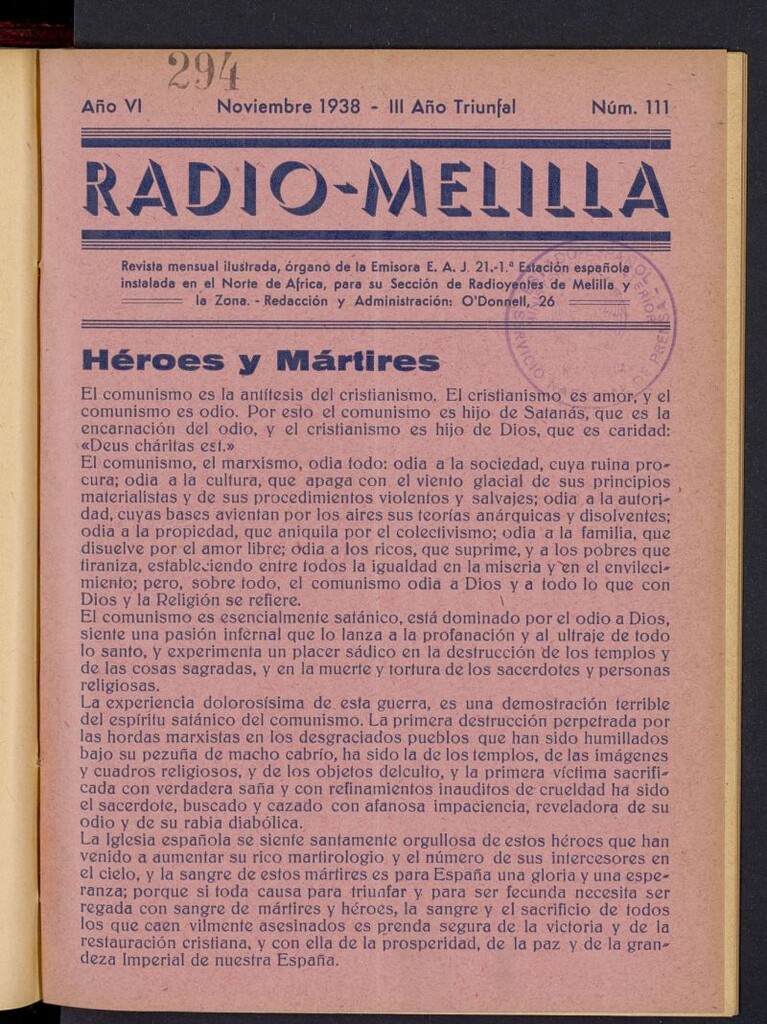 294
Año VI Noviembre 1938 - III Año Triunfal Núm. 111
RADIO-MELILLA
Revista mensual ilustrada, órgano de la Emisora E. A. J. 21.-1.ª Estación española
instalada en el Norte de Africa, para su Sección de Radioyentes de Melilla y
la Zona. - Redacción y Administración: O'Donnell, 26
Héroes y Mártires
El comunismo es la antítesis del cristianismo. El cristianismo es amor, y el
comunismo es odio. Por esto el comunismo es hijo de Satanás, que es la
encarnación del odio, y el cristianismo es hijo de Dios, que es caridad:
«Deus cháritas est.»
El comunismo, el marxismo, odia todo: odia a la sociedad, cuya ruina pro-
cura; odia a la cultura, que apaga con el viento glacial de sus principios
materialistas y de sus procedimientos violentos y salvajes; odia a la autori-
dad, cuyas bases avientan por los aires sus teorías anárquicas y disolventes;
odia a la propiedad, que aniquila por el colectivismo; odia a la familia, que
disuelve por el amor libre; odia a los ricos, que suprime, y a los pobres que
tiraniza, estableciendo entre todos la igualdad en la miseria y en el envileci-
miento; pero, sobre todo, el comunismo odia a Dios y a todo lo que con
Dios y la Religión se refiere.
El comunismo es esencialmente satánico, está dominado por el odio a Dios,
siente una pasión infernal que lo lanza a la profanación y al ultraje de todo
lo santo, y experimenta un placer sádico en la destrucción de los templos y
de las cosas sagradas, y en la muerte y tortura de los sacerdotes y personas
religiosas.
La experiencia dolorosísima de esta guerra, es una demostración terrible
del espíritu satánico del comunismo. La primera destrucción perpetrada por
las hordas marxistas en los desgraciados pueblos que han sido humillados
bajo su pezuña de macho cabrío, ha sido la de los templos, de las imágenes
y cuadros religiosos, y de los objetos delculto, y la primera víctima sacrifi-
cada con verdadera saña y con refinamientos inauditos de crueldad ha sido
el sacerdote, buscado y cazado con afanosa impaciencia, reveladora de su
odio y de su rabia diabólica.
La Iglesia española se siente santamente orgullosa de estos héroes que han
venido a aumentar su rico martirologio y el número de sus intercesores en
el cielo, y la sangre de estos mártires es para España una gloria y una espe-
ranza; porque si toda causa para triunfar y para ser fecunda necesita ser
regada con sangre de mártires y héroes, la sangre y el sacrificio de todos
los que caen vilmente asesinados es prenda segura de la victoria y de la
restauración cristiana, y con ella de la prosperidad, de la paz y de la gran-
deza Imperial de nuestra España.